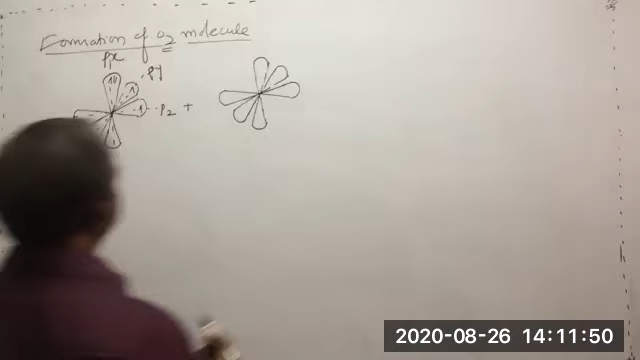 Formation of O2 molecule
px
py
pz +
2020-08-26 14:11:50